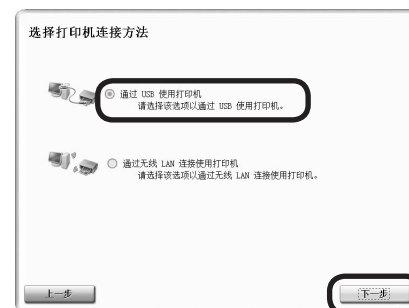 选择打印机连接方法
通过 USB 使用打印机
请选择该选项以通过 USB 使用打印机。
通过无线 LAN 连接使用打印机
请选择该选项以通过无线 LAN 连接使用打印机。
上一步
下一步